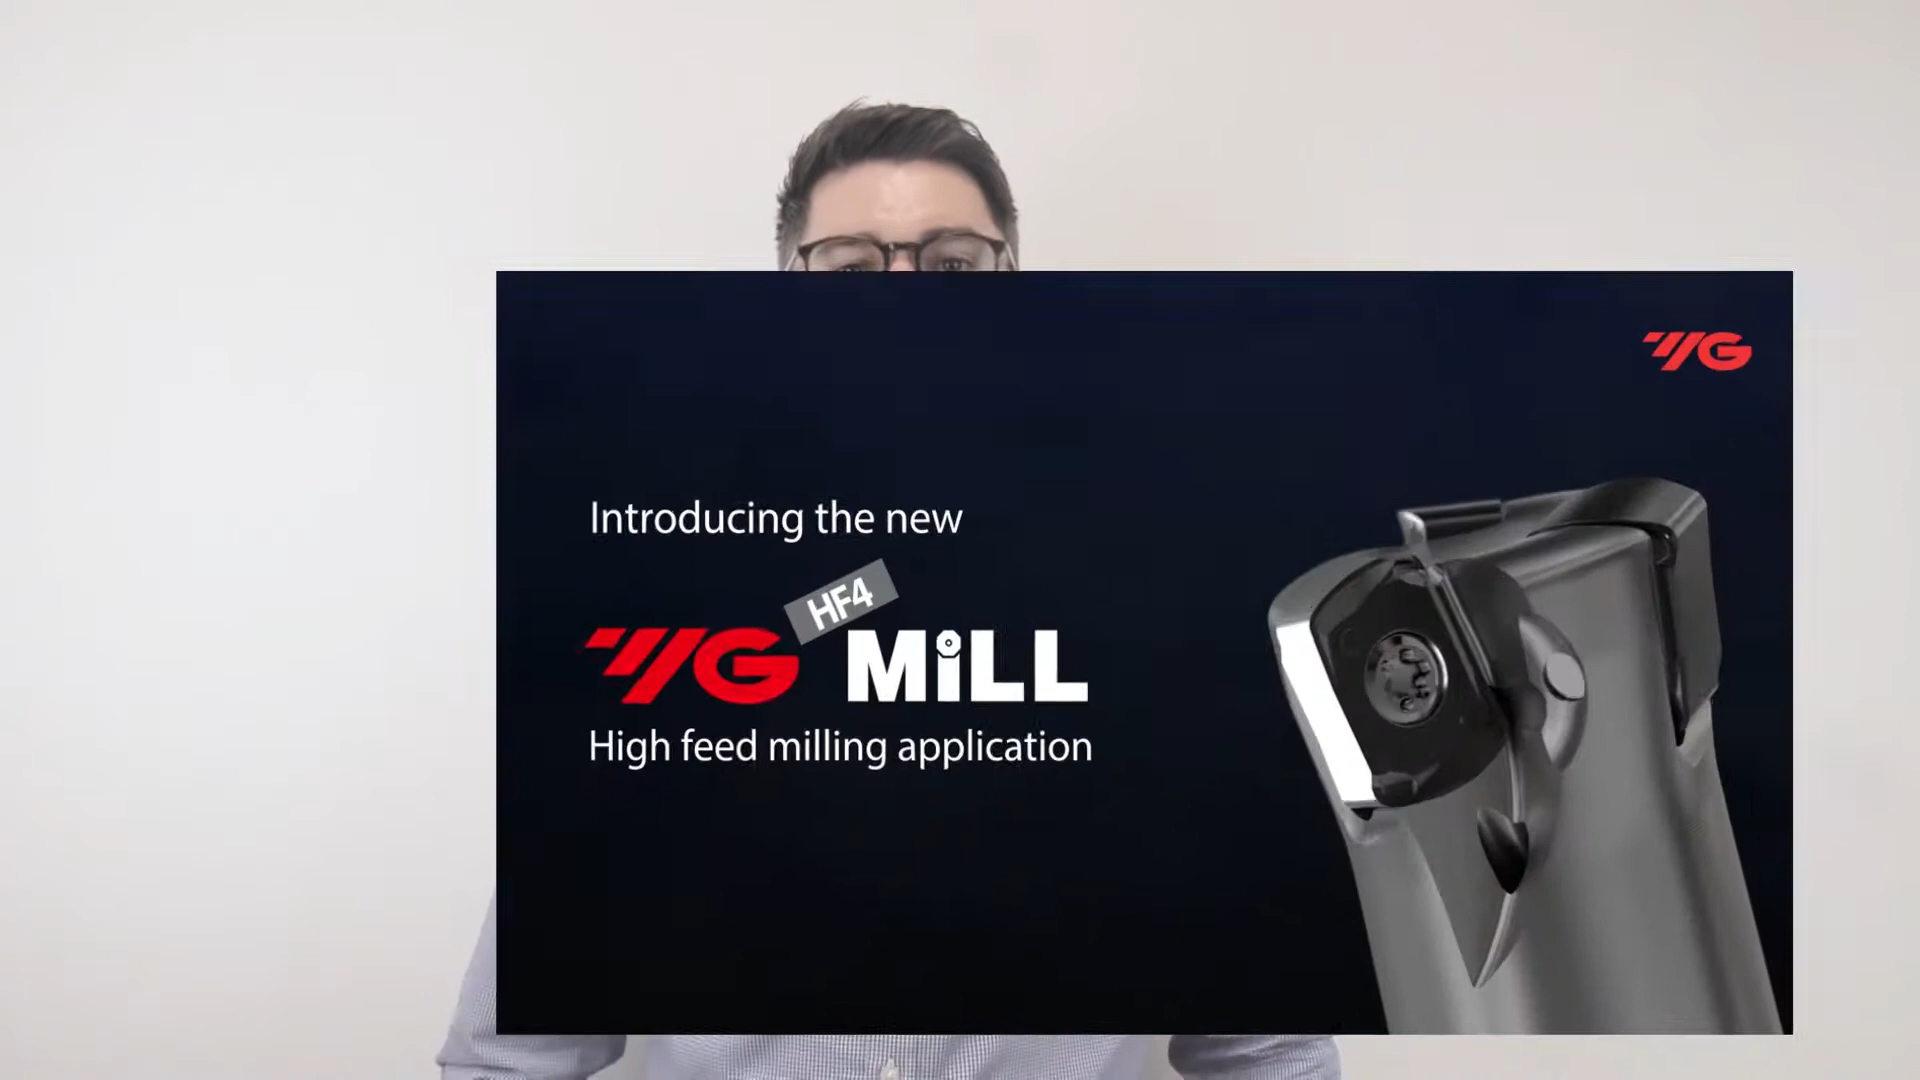 YG
Introducing the new
HF4
YG MiLL
High feed milling application